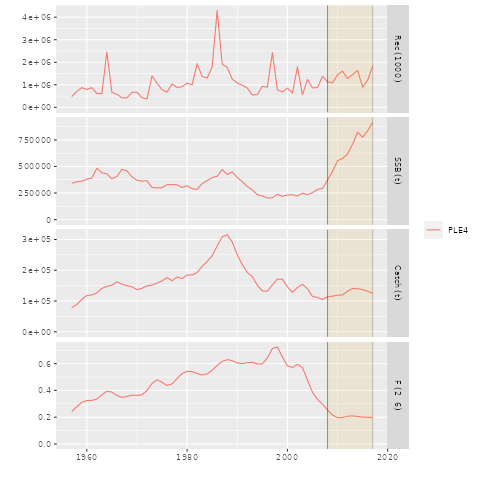 4e+06
3e+06
2e+06
1e+06
0e+00
Rec (1000)
750000
500000
250000
0
SSB (t)
3e+05
2e+05
1e+05
0e+00
Catch (t)
0.6
0.4
0.2
0.0
F (2 6)
1960
1980
2000
2020
PLE4